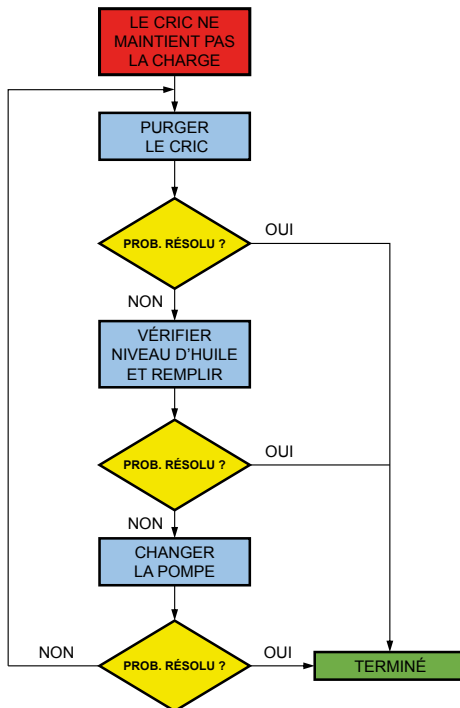 LE CRIC NE
MAINTIENT PAS
LA CHARGE
PURGER
LE CRIC
PROB. RÉSOLU ?
OUI
NON
VÉRIFIER
NIVEAU D’HUILE
ET REMPLIR
PROB. RÉSOLU ?
OUI
NON
CHANGER
LA POMPE
NON
PROB. RÉSOLU ?
OUI
TERMINÉ